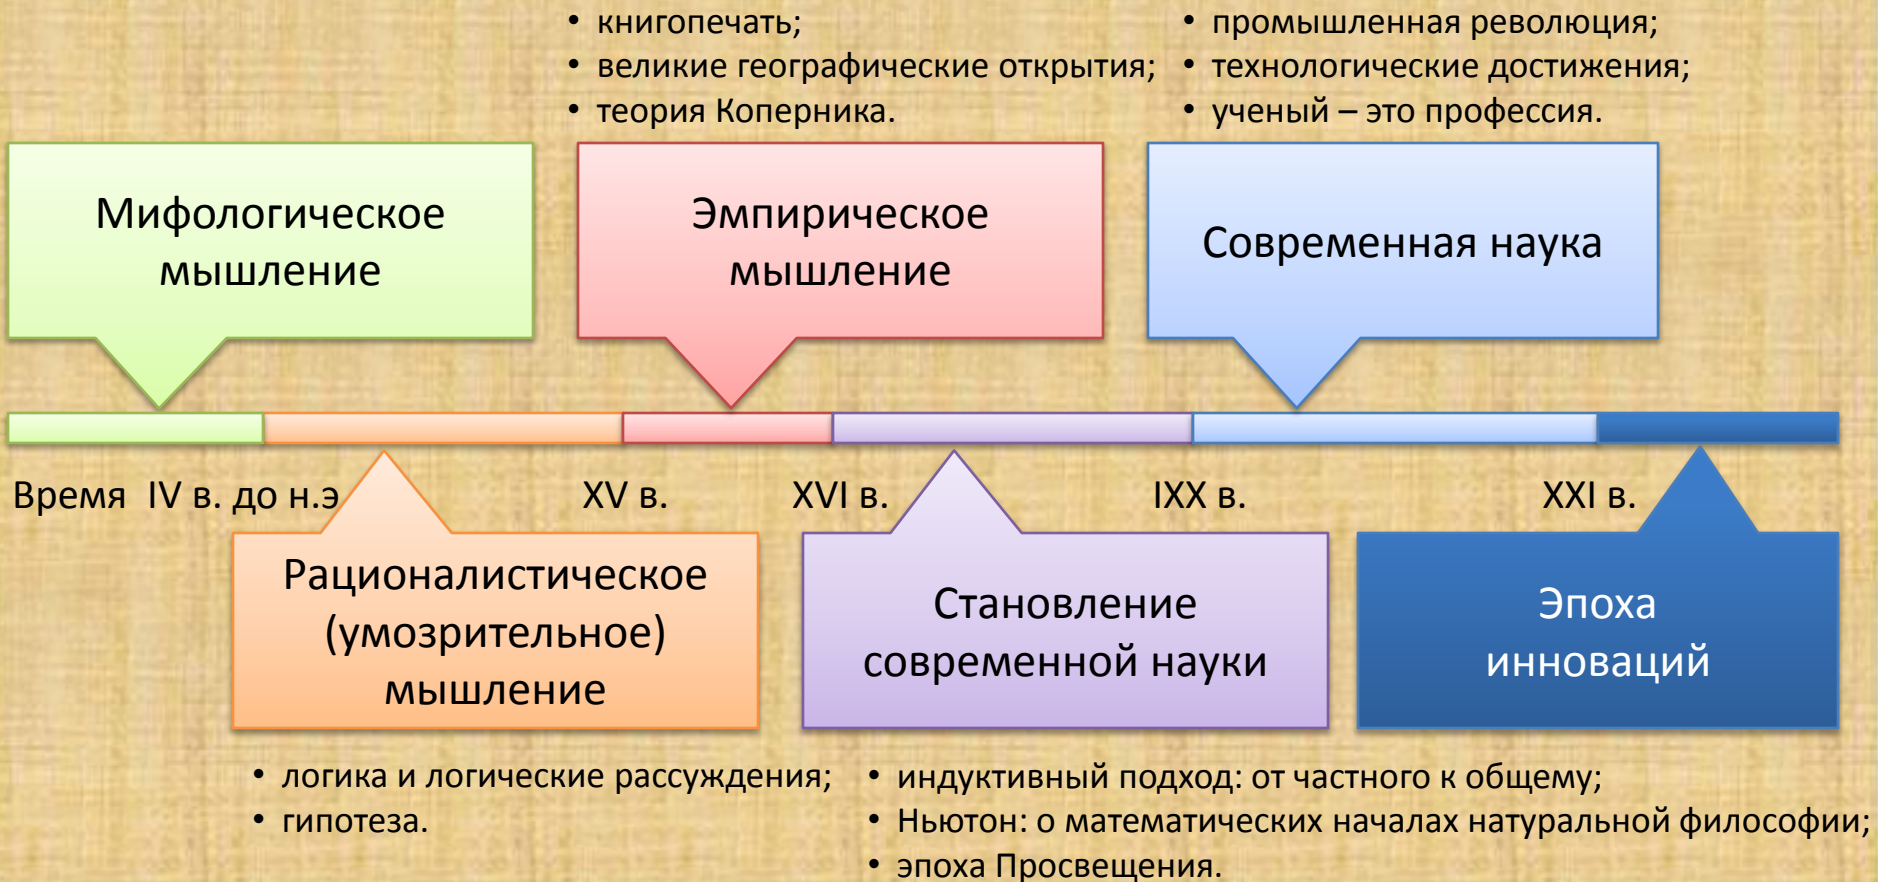 • книгопечать;
• великие географические открытия;
• теория Коперника.
• промышленная революция;
• технологические достижения;
• ученый – это профессия.
Мифологическое
мышление
Эмпирическое
мышление
Современная наука
Время IV в. до н.э
XV в.
XVI в.
IXX в.
XXI в.
Рационалистическое
(умозрительное)
мышление
Становление
современной науки
Эпоха
инноваций
• логика и логические рассуждения;
• гипотеза.
• индуктивный подход: от частного к общему;
• Ньютон: о математических началах натуральной философии;
• эпоха Просвещения.